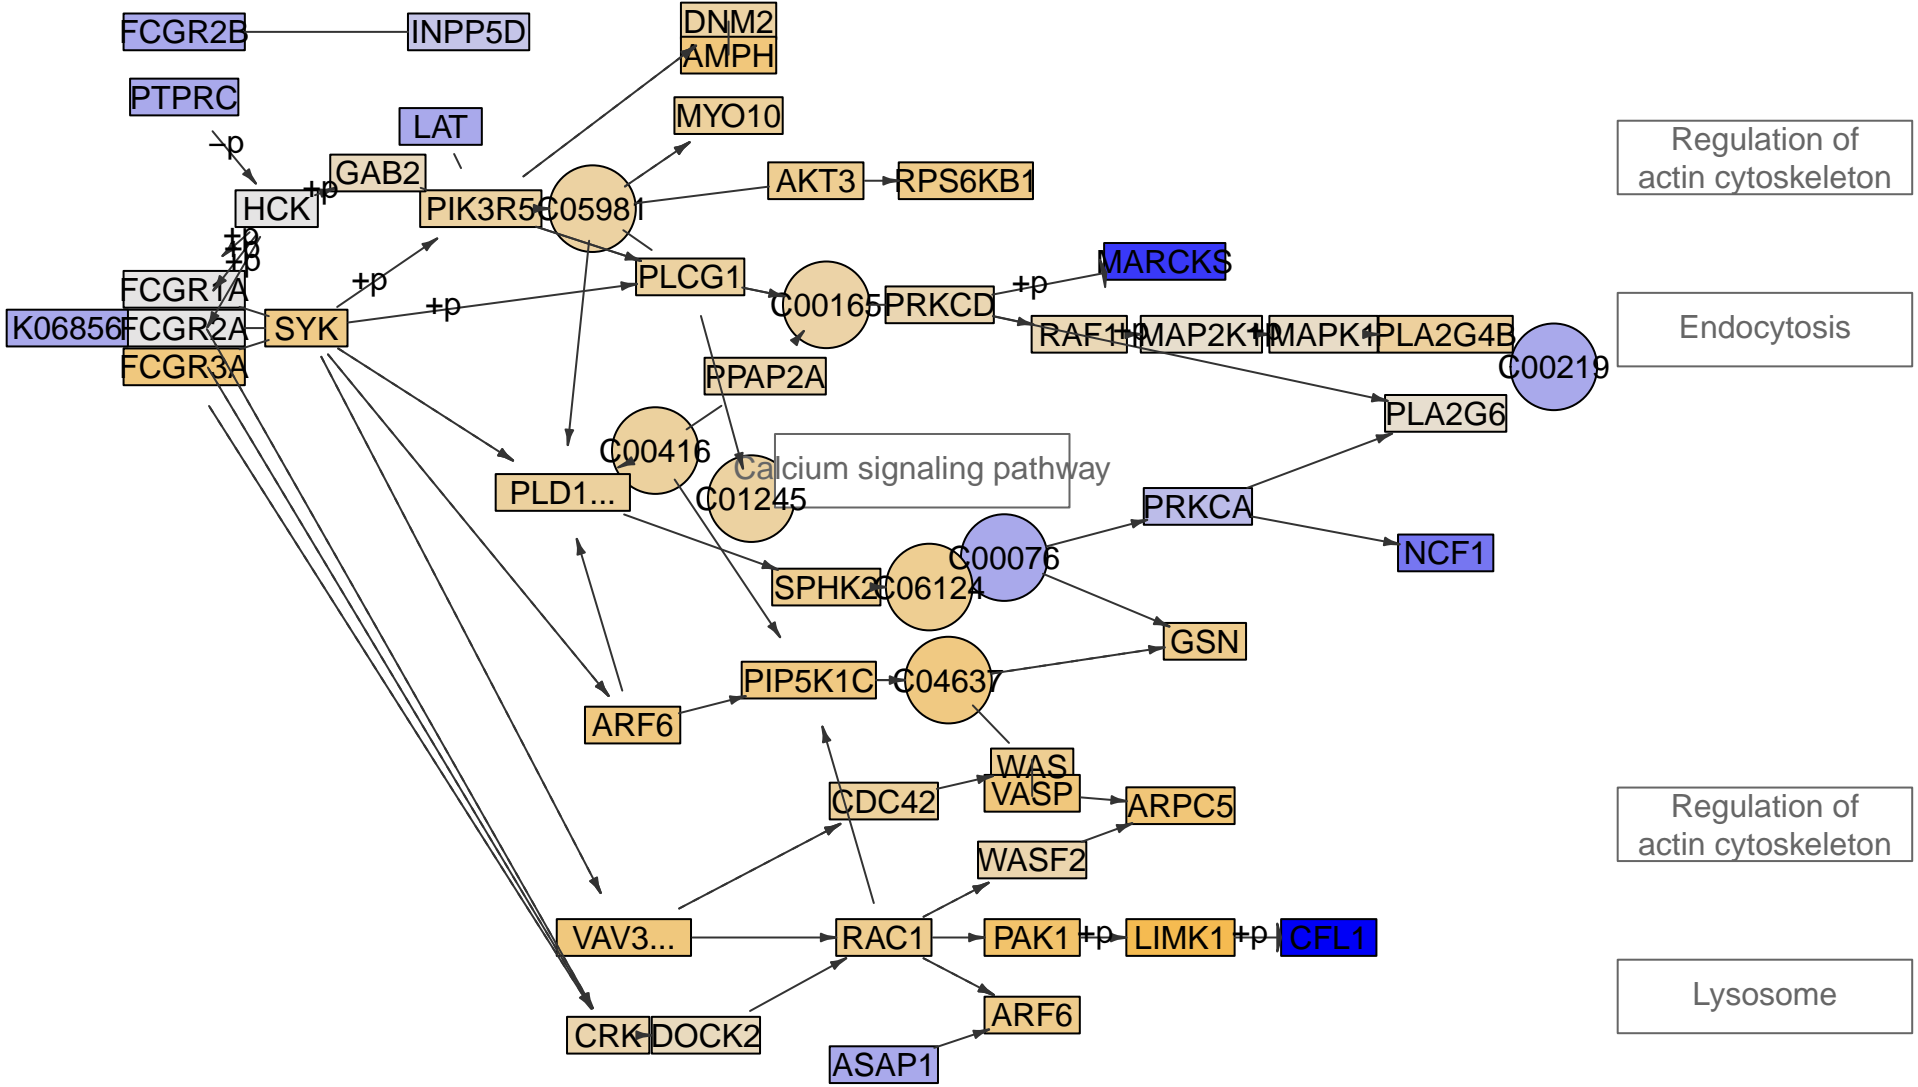 FCGR2B
INPP5D
DNM2
AMPH
PTPRC
LAT
MYO10
Regulation of
actin cytoskeleton
–p
GAB2
+p
AKT3
RPS6KB1
HCK
PIK3R5
C05981
+p
+p
+p
MARCKS
FCGR1A
+p
PLCG1
C00165
PRKCD
+p
+p
K06856
FCGR2A
SYK
RAF1
+p
MAP2K1
+p
MAPK1
PLA2G4B
Endocytosis
FCGR3A
PPAP2A
C00219
PLA2G6
C00416
Calcium signaling pathway
PLD1...
C01245
PRKCA
NCF1
C00076
SPHK2
C06124
GSN
PIP5K1C
C04637
ARF6
WAS
VASP
CDC42
ARPC5
Regulation of
actin cytoskeleton
WASF2
VAV3...
RAC1
PAK1
+p
LIMK1
+p
CFL1
Lysosome
ARF6
CRK
DOCK2
ASAP1